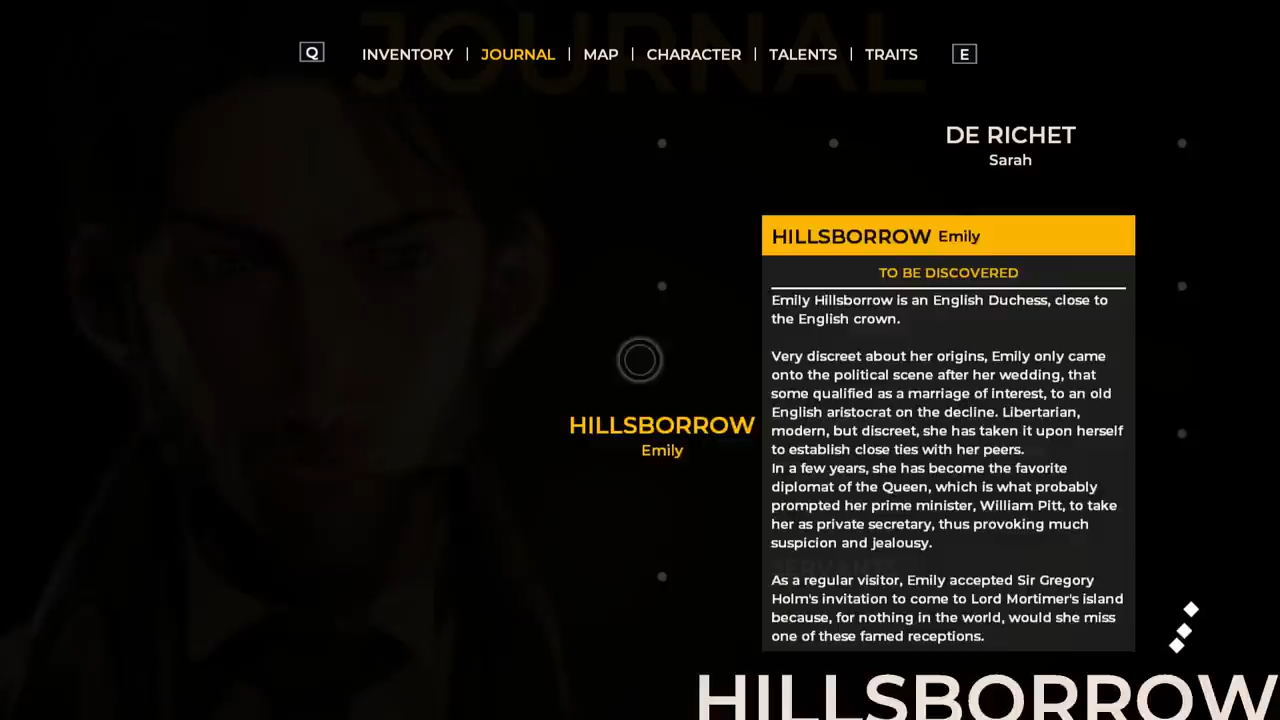 JOURNAL
Q INVENTORY | JOURNAL | MAP | CHARACTER | TALENTS | TRAITS E
DE RICHET
Sarah
HILLSBORROW
Emily
HILLSBORROW Emily
TO BE DISCOVERED
Emily Hillsborrow is an English Duchess, close to
the English crown.
Very discreet about her origins, Emily only came
onto the political scene after her wedding, that
some qualified as a marriage of interest, to an old
English aristocrat on the decline. Libertarian,
modern, but discreet, she has taken it upon herself
to establish close ties with her peers.
In a few years, she has become the favorite
diplomat of the Queen, which is what probably
prompted her prime minister, William Pitt, to take
her as private secretary, thus provoking much
suspicion and jealousy.
As a regular visitor, Emily accepted Sir Gregory
Holm's invitation to come to Lord Mortimer's island
because, for nothing in the world, would she miss
one of these famed receptions.
HILLSBORROW